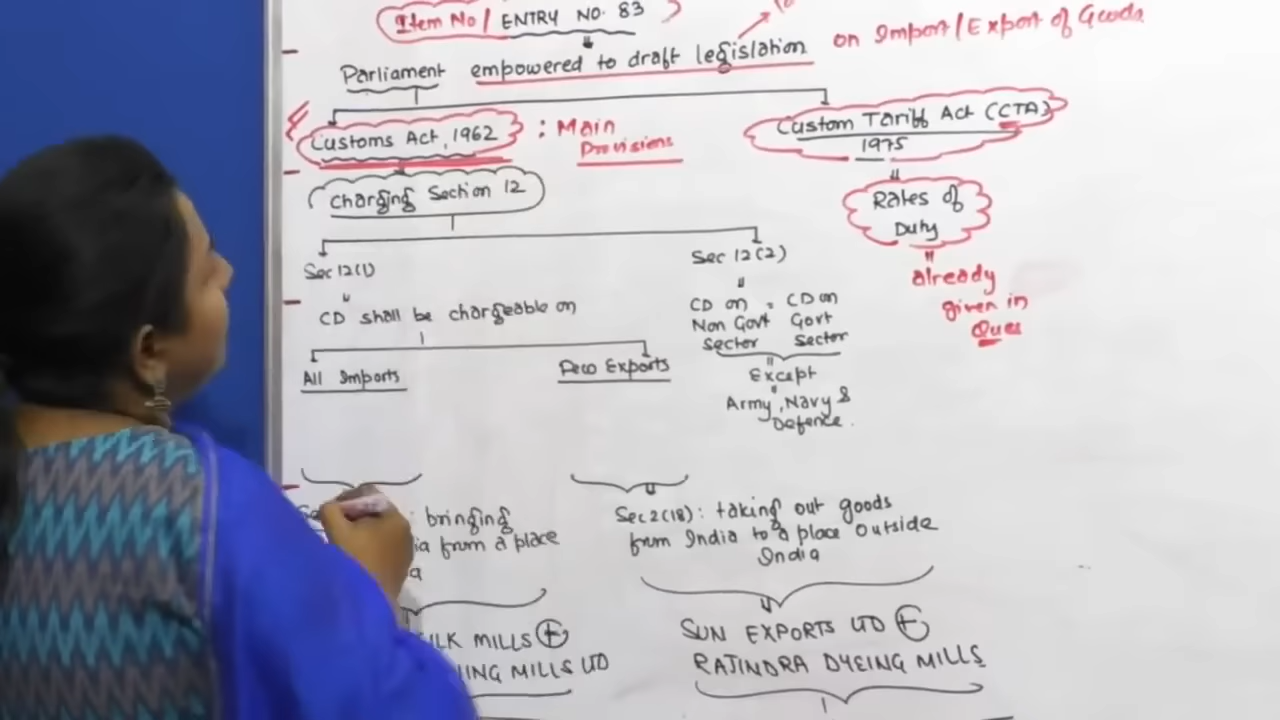 Item No / ENTRY NO. 83
Parliament empowered to draft legislation on Import/Export of Goods
Customs Act, 1962 : Main Provisions
Custom Tariff Act (CTA)
1975
Charging Section 12
Rates of
Duty
already
given in
Ques
Sec 12(1)
CD shall be chargeable on
All Imports
Few Exports
Sec 12(2)
CD on = CD on
Non Govt Govt
Sector Sector
Except
Army, Navy &
Defence.
: bringing
ia from a place
a
Sec 2(18): taking out goods
from India to a place outside
India
ILK MILLS +
ING MILLS LTD
SUN EXPORTS LTD +
RAJINDRA DYEING MILLS